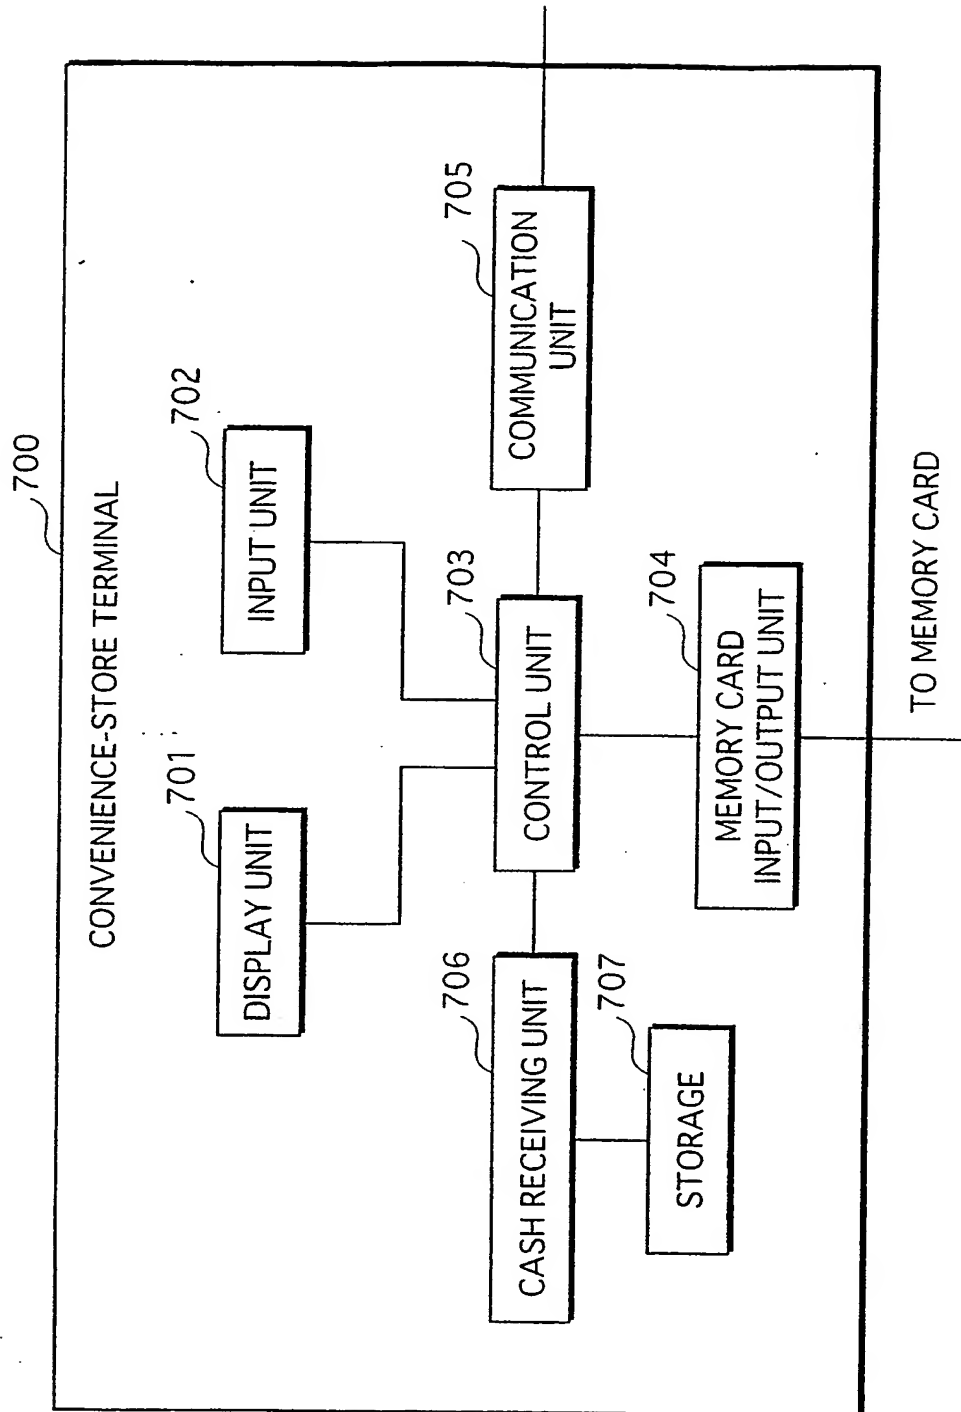 700
CONVENIENCE-STORE TERMINAL
701
DISPLAY UNIT
702
INPUT UNIT
706
CASH RECEIVING UNIT
703
CONTROL UNIT
705
COMMUNICATION
UNIT
707
STORAGE
704
MEMORY CARD
INPUT/OUTPUT UNIT
TO MEMORY CARD